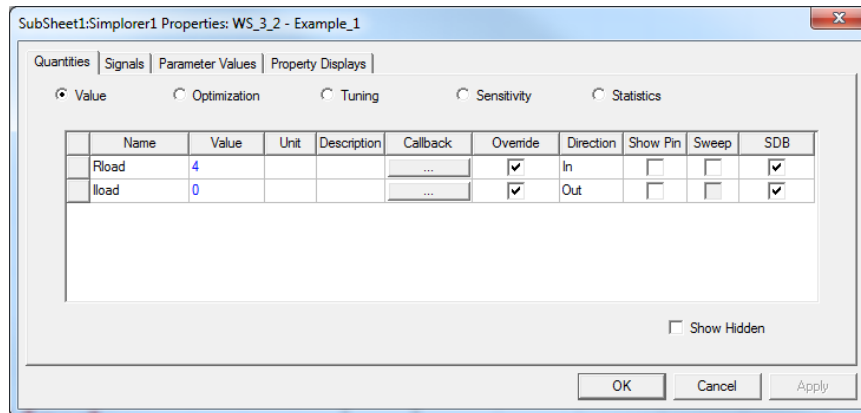 SubSheet1:Simplorer1 Properties: WS_3_2 - Example_1
Quantities Signals Parameter Values Property Displays
Value Optimization Tuning Sensitivity Statistics
Name Value Unit Description Callback Override Direction Show Pin Sweep SDB
Rload 4 ... In
Iload 0 ... Out
Show Hidden
OK Cancel Apply